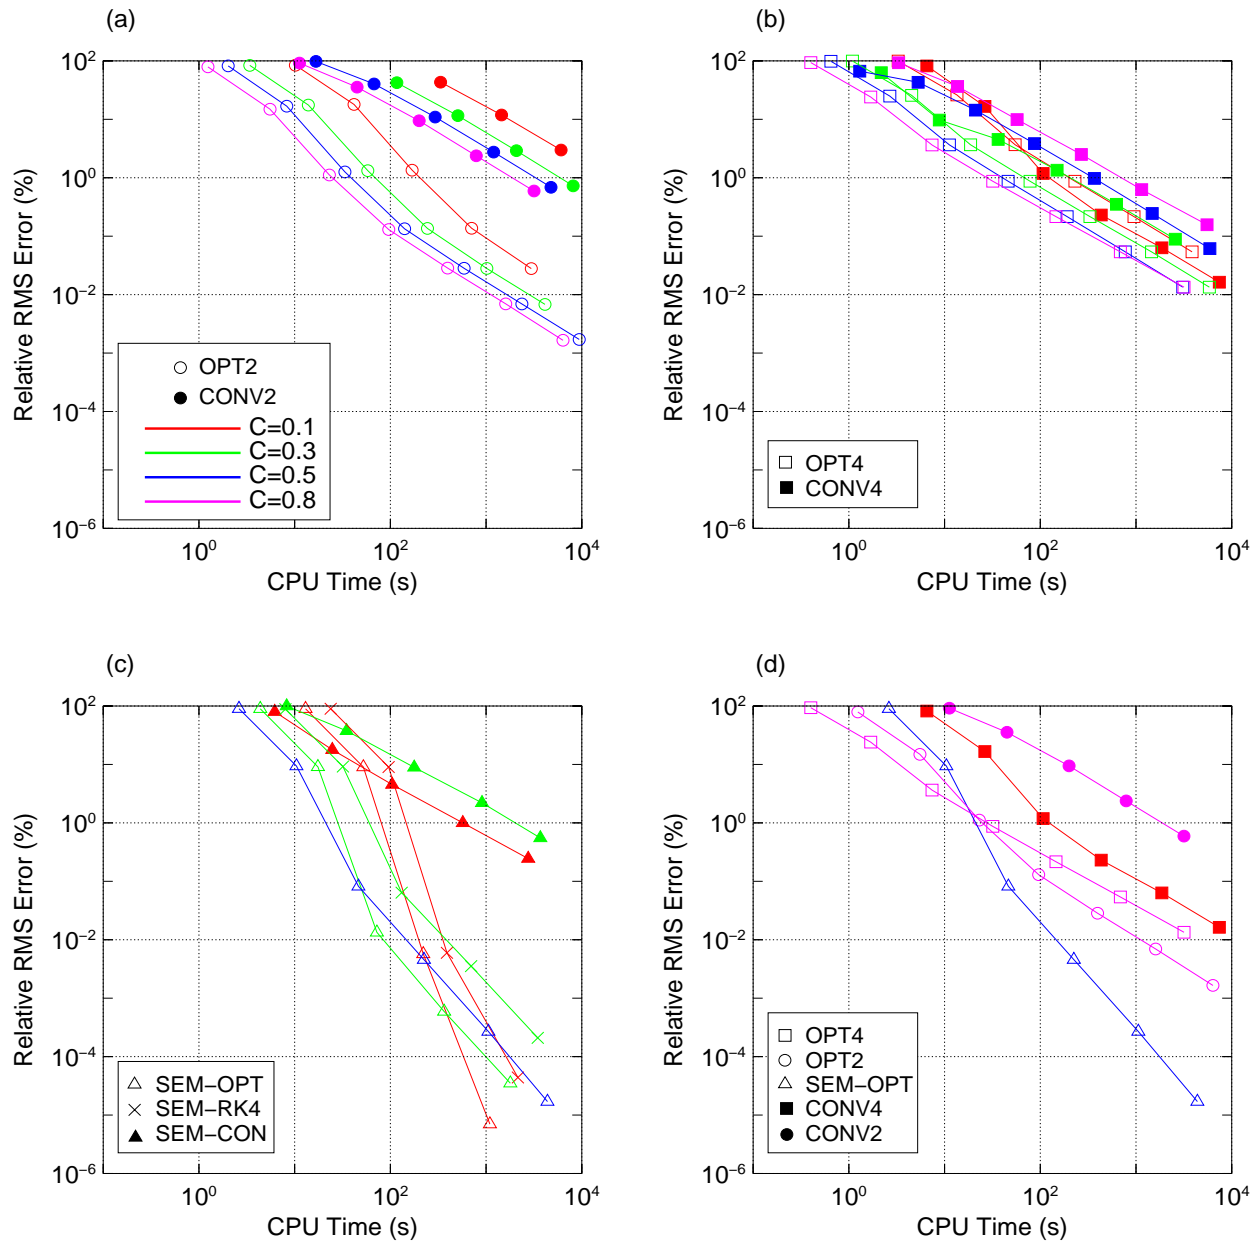 (a)
Relative RMS Error (%)
10² 10⁰ 10⁻² 10⁻⁴ 10⁻⁶
OPT2
CONV2
C=0.1
C=0.3
C=0.5
C=0.8
10⁰ 10² 10⁴
CPU Time (s)
(b)
Relative RMS Error (%)
10² 10⁰ 10⁻² 10⁻⁴ 10⁻⁶
OPT4
CONV4
10⁰ 10² 10⁴
CPU Time (s)
(c)
Relative RMS Error (%)
10² 10⁰ 10⁻² 10⁻⁴ 10⁻⁶
SEM−OPT
SEM−RK4
SEM−CON
10⁰ 10² 10⁴
CPU Time (s)
(d)
Relative RMS Error (%)
10² 10⁰ 10⁻² 10⁻⁴ 10⁻⁶
OPT4
OPT2
SEM−OPT
CONV4
CONV2
10⁰ 10² 10⁴
CPU Time (s)